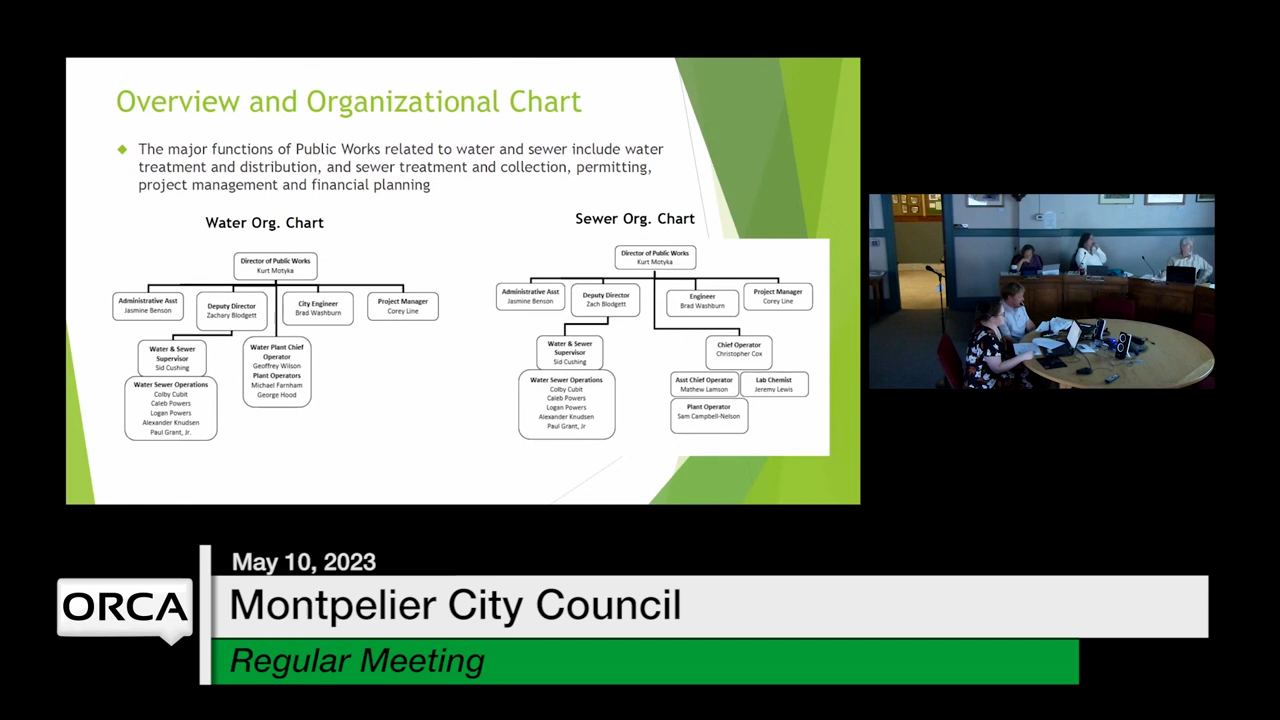 Overview and Organizational Chart
The major functions of Public Works related to water and sewer include water
treatment and distribution, and sewer treatment and collection, permitting,
project management and financial planning
Water Org. Chart
Director of Public Works
Kurt Motyka
Administrative Asst
Jasmine Benson
Deputy Director
Zachary Blodgett
City Engineer
Brad Washburn
Project Manager
Corey Line
Water & Sewer
Supervisor
Sid Cushing
Water Sewer Operations
Colby Cubit
Caleb Powers
Logan Powers
Alexander Knudsen
Paul Grant, Jr.
Water Plant Chief
Operator
Geoffrey Wilson
Plant Operators
Michael Farnham
George Hood
Sewer Org. Chart
Director of Public Works
Kurt Motyka
Administrative Asst
Jasmine Benson
Deputy Director
Zach Blodgett
Engineer
Brad Washburn
Project Manager
Corey Line
Water & Sewer
Supervisor
Sid Cushing
Water Sewer Operations
Colby Cubit
Caleb Powers
Logan Powers
Alexander Knudsen
Paul Grant, Jr
Chief Operator
Christopher Cox
Asst Chief Operator
Mathew Lamson
Lab Chemist
Jeremy Lewis
Plant Operator
Sam Campbell-Nelson
May 10, 2023
ORCA
Montpelier City Council
Regular Meeting